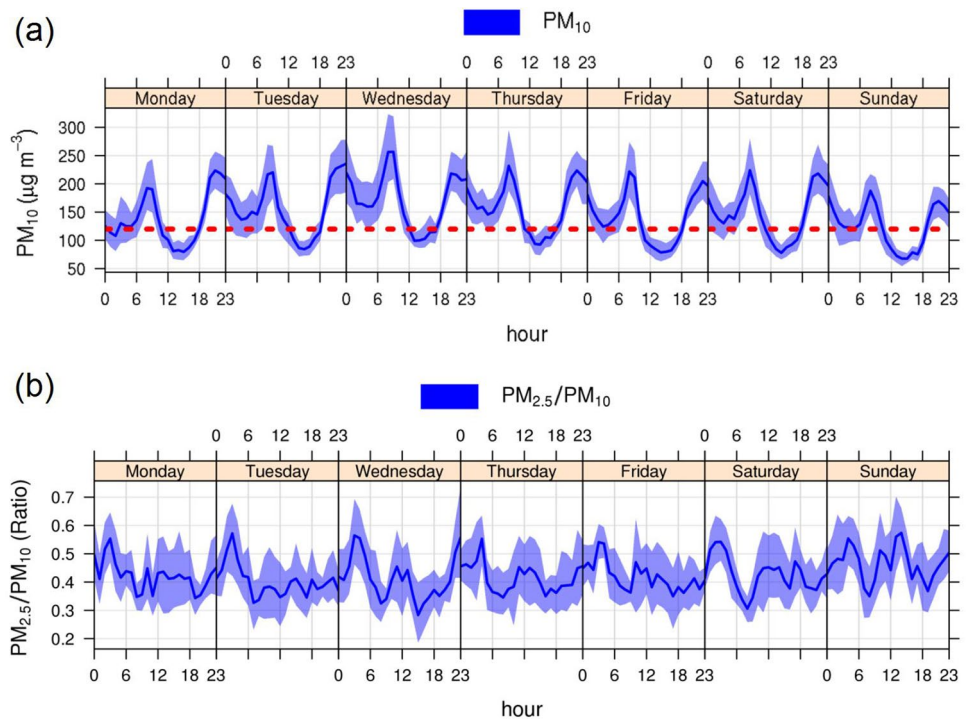 (a)
PM10
0 6 12 18 23 0 6 12 18 23 0 6 12 18 23
Monday Tuesday Wednesday Thursday Friday Saturday Sunday
PM10 (μg m−3)
300
250
200
150
100
50
0 6 12 18 23 0 6 12 18 23 0 6 12 18 23 0 6 12 18 23
hour
(b)
PM2.5/PM10
0 6 12 18 23 0 6 12 18 23 0 6 12 18 23
Monday Tuesday Wednesday Thursday Friday Saturday Sunday
PM2.5/PM10 (Ratio)
0.7
0.6
0.5
0.4
0.3
0.2
0 6 12 18 23 0 6 12 18 23 0 6 12 18 23 0 6 12 18 23
hour